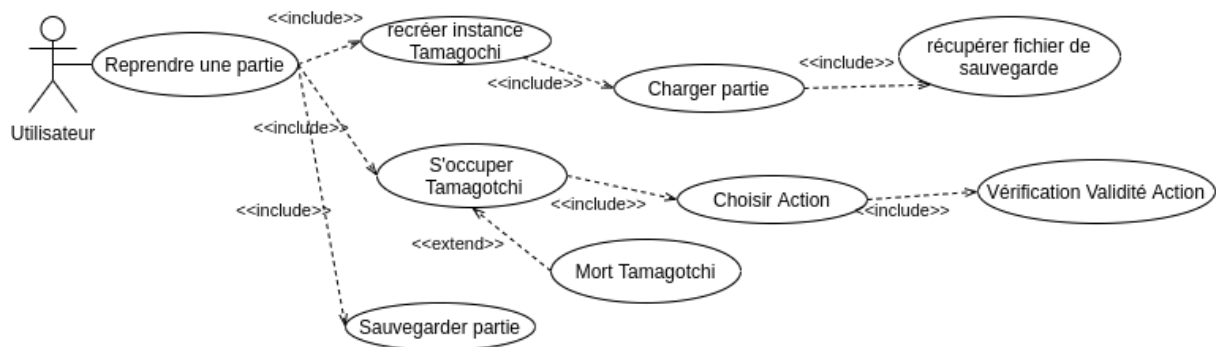 <<include>>
recréer instance
Tamagochi
récupérer fichier de
sauvegarde
Reprendre une partie
<<include>>
<<include>>
Charger partie
Utilisateur
<<include>>
S'occuper
Tamagotchi
Choisir Action
Vérification Validité Action
<<include>>
<<include>>
<<include>>
<<extend>>
Mort Tamagotchi
Sauvegarder partie